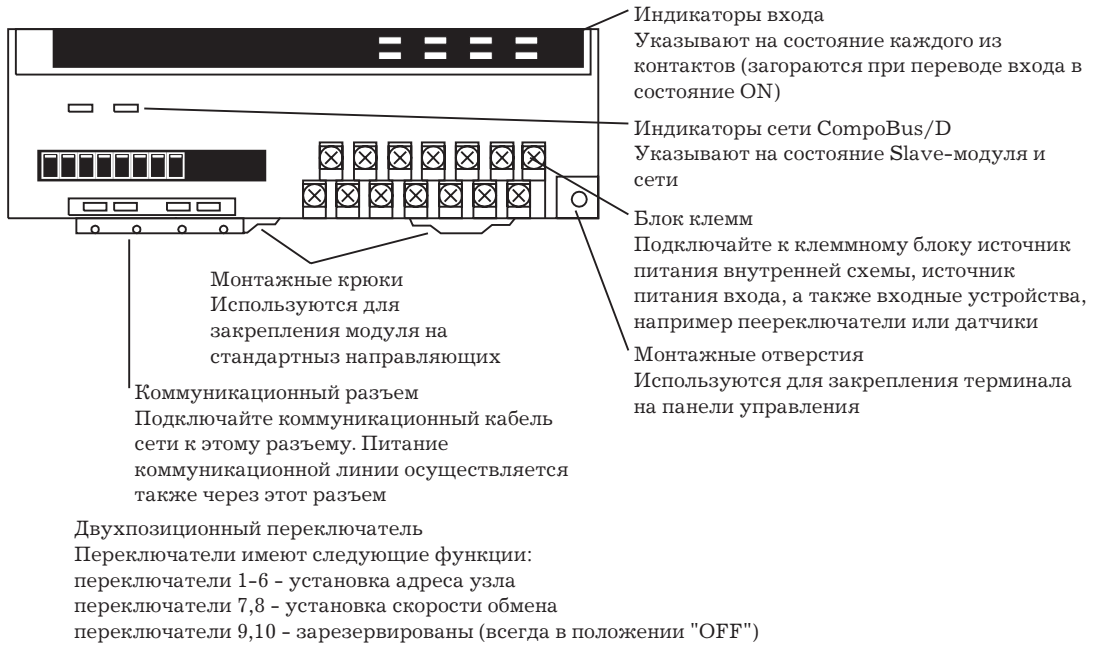 Индикаторы входа
Указывают на состояние каждого из
контактов (загораются при переводе входа в
состояние ON)
Индикаторы сети CompoBus/D
Указывают на состояние Slave-модуля и
сети
Блок клемм
Подключайте к клеммному блоку источник
питания внутренней схемы, источник
питания входа, а также входные устройства,
например пеереключатели или датчики
Монтажные отверстия
Используются для закрепления терминала
на панели управления
Монтажные крюки
Используются для
закрепления модуля на
стандартныз направляющих
Коммуникационный разъем
Подключайте коммуникационный кабель
сети к этому разъему. Питание
коммуникационной линии осуществляется
также через этот разъем
Двухпозиционный переключатель
Переключатели имеют следующие функции:
переключатели 1-6 - установка адреса узла
переключатели 7,8 - установка скорости обмена
переключатели 9,10 - зарезервированы (всегда в положении "OFF")